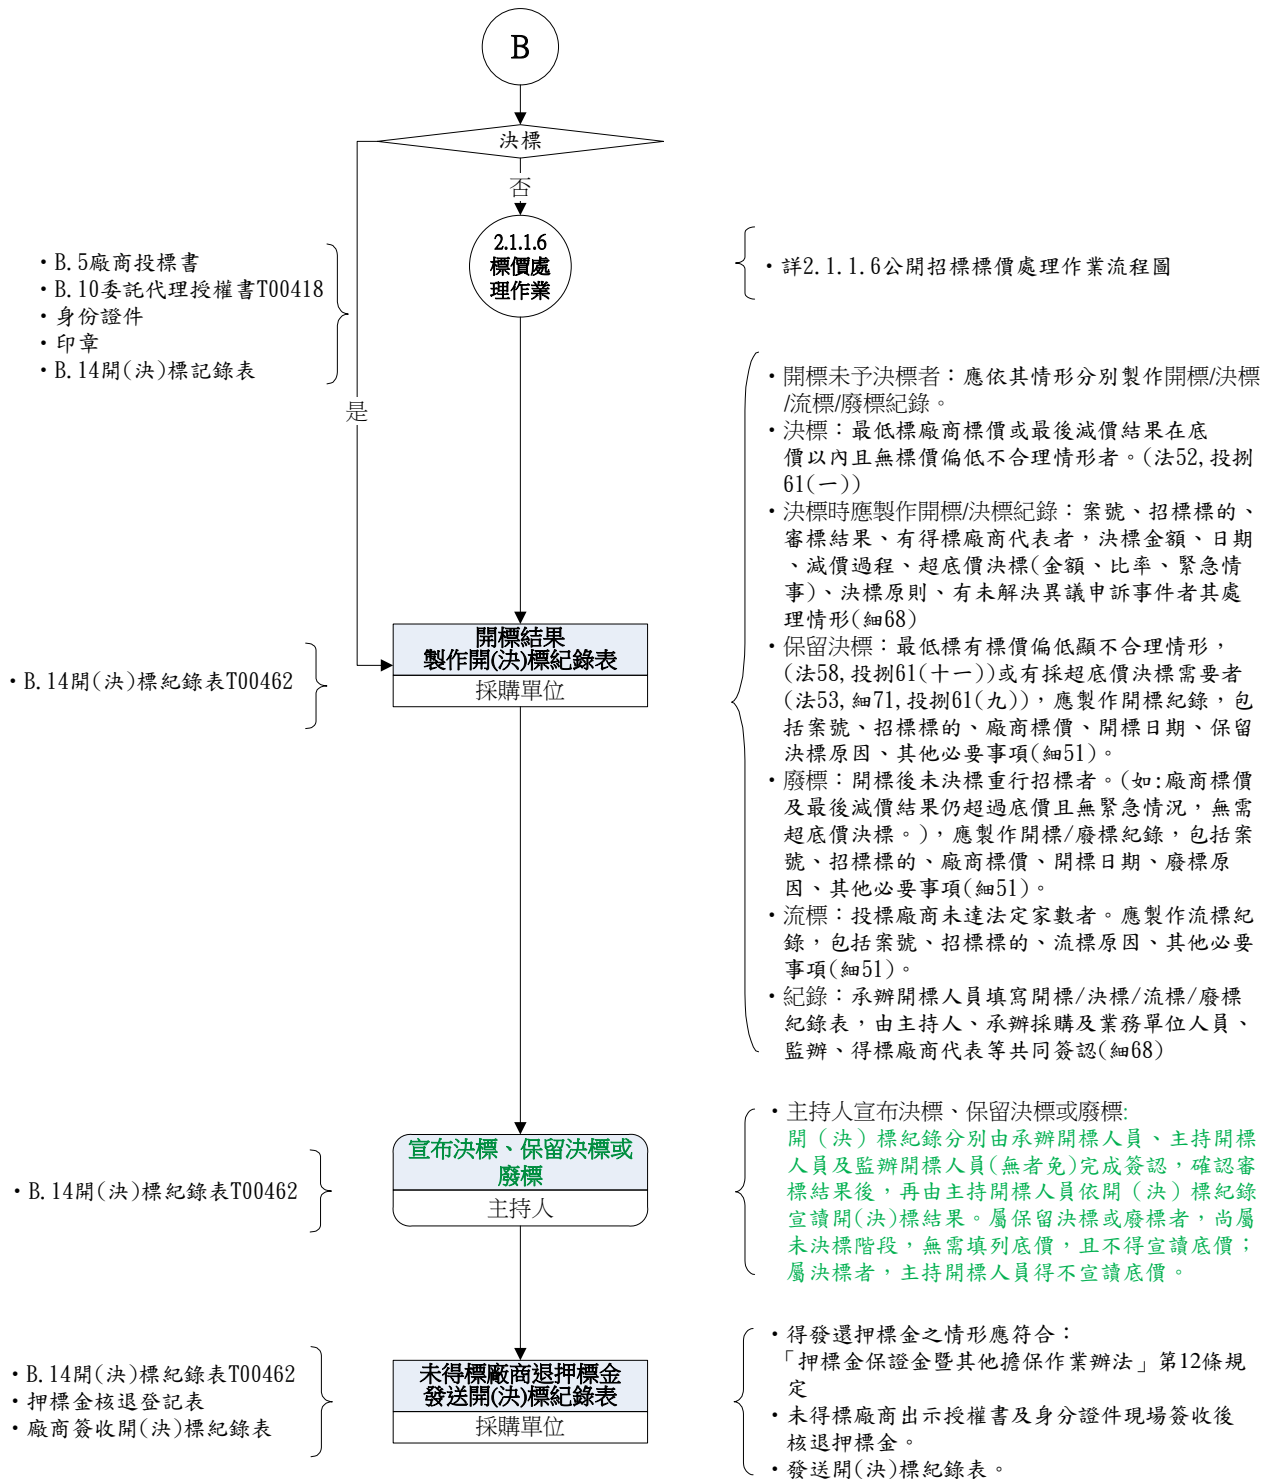 B
決標
否
2.1.1.6
標價處
理作業
・B.5廠商投標書
・B.10委託代理授權書T00418
・身份證件
・印章
・B.14開(決)標記錄表
・詳2.1.1.6公開招標標價處理作業流程圖
是
・開標未予決標者：應依其情形分別製作開標/決標
/流標/廢標紀錄。
・決標：最低標廠商標價或最後減價結果在底
價以內且無標價偏低不合理情形者。(法52,投捌
61(一))
・決標時應製作開標/決標紀錄：案號、招標標的、
審標結果、有得標廠商代表者，決標金額、日期
、減價過程、超底價決標(金額、比率、緊急情
事)、決標原則、有未解決異議申訴事件者其處
理情形(細68)
・保留決標：最低標有標價偏低顯不合理情形，
(法58,投捌61(十一))或有採超底價決標需要者
(法53,細71,投捌61(九))，應製作開標紀錄，包
括案號、招標標的、廠商標價、開標日期、保留
決標原因、其他必要事項(細51)。
・廢標：開標後未決標重行招標者。(如:廠商標價
及最後減價結果仍超過底價且無緊急情況，無需
超底價決標。)，應製作開標/廢標紀錄，包括案
號、招標標的、廠商標價、開標日期、廢標原
因、其他必要事項(細51)。
・流標：投標廠商未達法定家數者。應製作流標紀
錄，包括案號、招標標的、流標原因、其他必要
事項(細51)。
・紀錄：承辦開標人員填寫開標/決標/流標/廢標
紀錄表，由主持人、承辦採購及業務單位人員、
監辦、得標廠商代表等共同簽認(細68)
開標結果
製作開(決)標紀錄表
採購單位
・B.14開(決)標紀錄表T00462
宣布決標、保留決標或
廢標
主持人
・B.14開(決)標紀錄表T00462
・主持人宣布決標、保留決標或廢標:
開（決）標紀錄分別由承辦開標人員、主持開標
人員及監辦開標人員(無者免)完成簽認，確認審
標結果後，再由主持開標人員依開（決）標紀錄
宣讀開(決)標結果。屬保留決標或廢標者，尚屬
未決標階段，無需填列底價，且不得宣讀底價；
屬決標者，主持開標人員得不宣讀底價。
未得標廠商退押標金
發送開(決)標紀錄表
採購單位
・B.14開(決)標紀錄表T00462
・押標金核退登記表
・廠商簽收開(決)標紀錄表
・得發還押標金之情形應符合：
「押標金保證金暨其他擔保作業辦法」第12條規
定
・未得標廠商出示授權書及身分證件現場簽收後
核退押標金。
・發送開(決)標紀錄表。